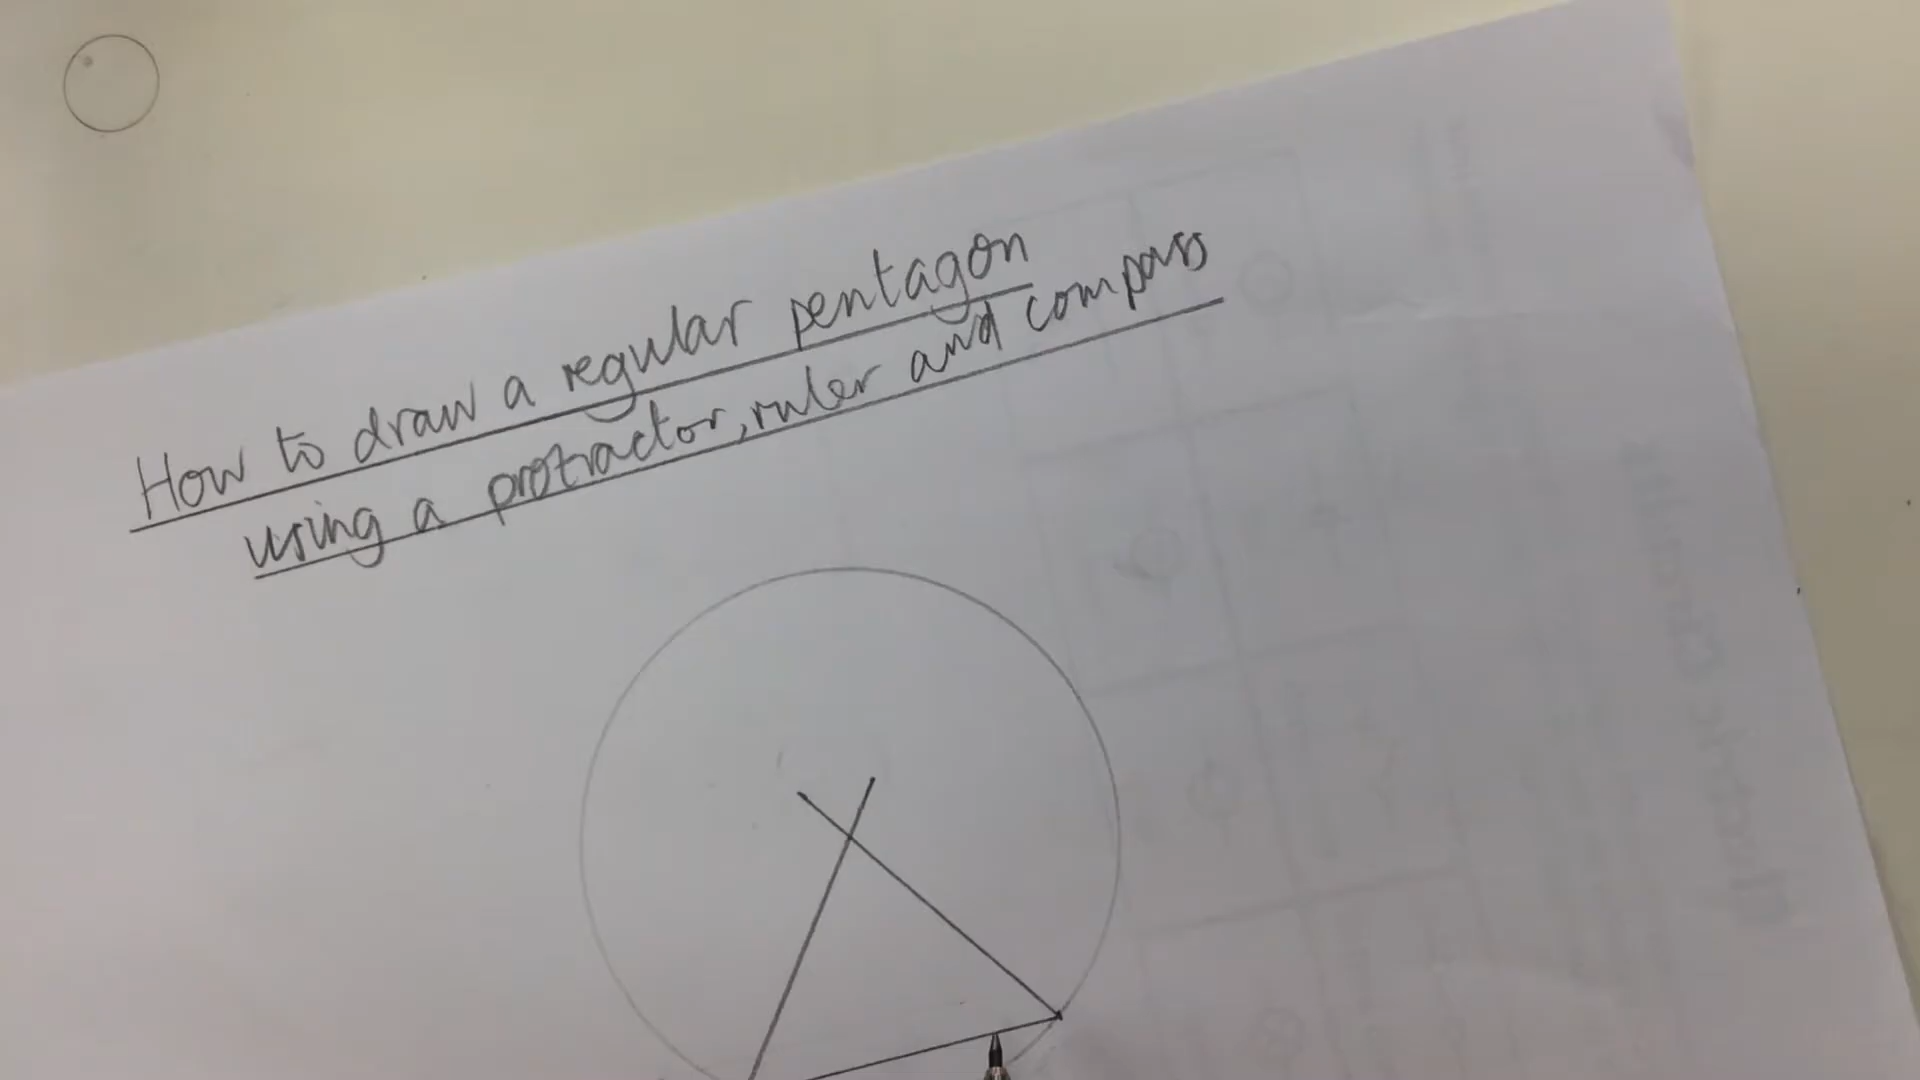 How to draw a regular pentagon
using a protractor, ruler and compass